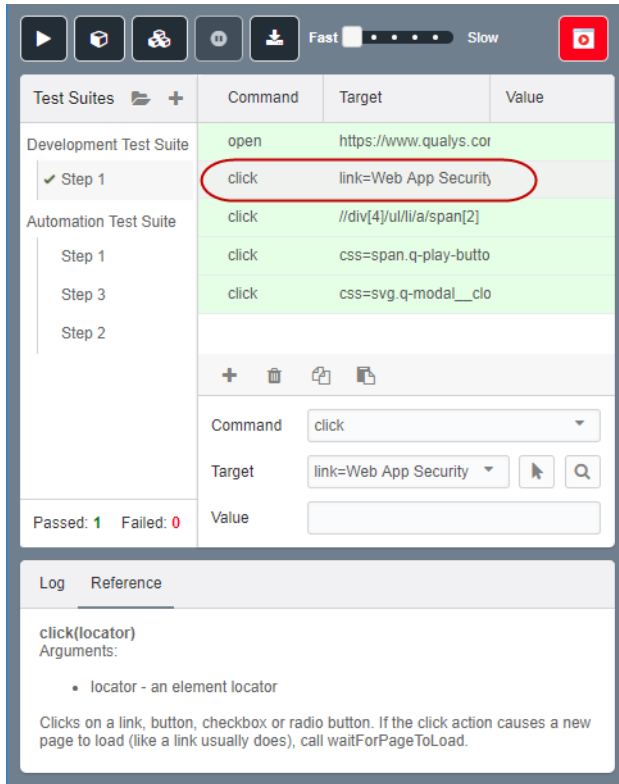 Fast Slow
Test Suites Command Target Value
Development Test Suite
Step 1
Automation Test Suite
Step 1
Step 3
Step 2
open https://www.qualys.cor
click link=Web App Security
click //div[4]/ul/li/a/span[2]
click css=span.q-play-butto
click css=svg.q-modal__clo
Command click
Target link=Web App Security
Value
Passed: 1 Failed: 0
Log Reference
click(locator)
Arguments:
• locator - an element locator
Clicks on a link, button, checkbox or radio button. If the click action causes a new
page to load (like a link usually does), call waitForPageToLoad.